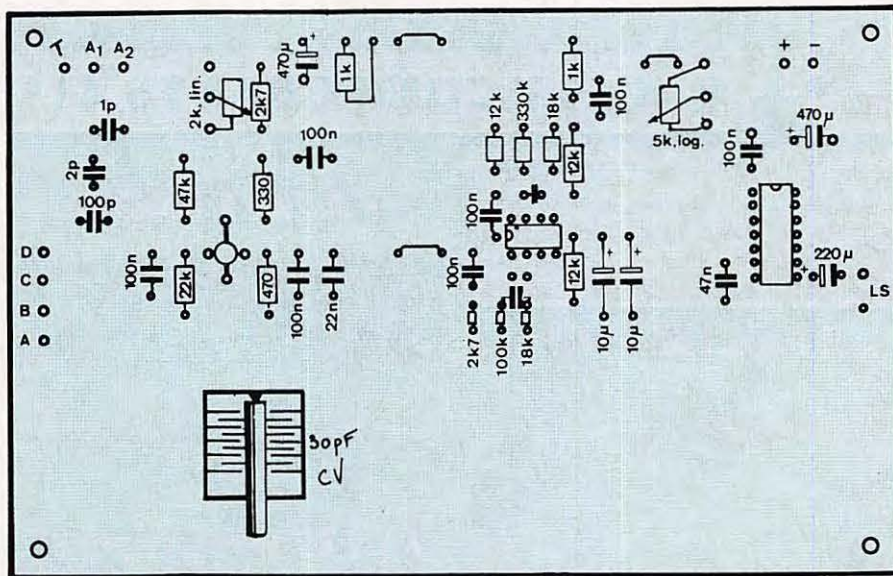 T A1 A2
1p
2p
100p
D
C
B
A
2k, lin.
2k7
470µ
+
1k
100n
47k
330
100n
22k
470
100n
22n
12k
330k
18k
1k
100n
12k
100n
100n
12k
2k7
100k
18k
10µ
+
10µ
5k, log.
+ -
470µ
+
100n
47n
220µ
+
LS
30pF
CV